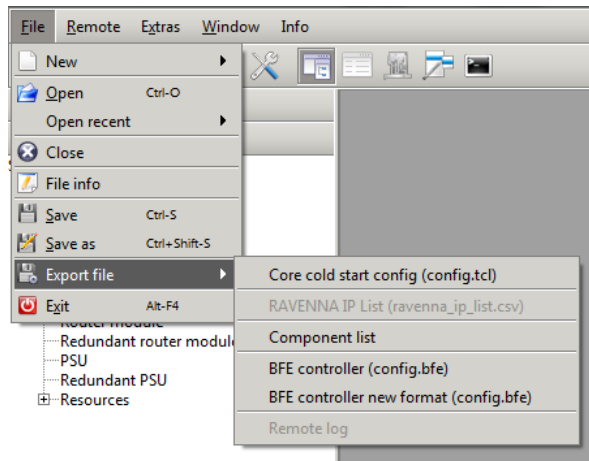 File Remote Extras Window Info
New
Open Ctrl-O
Open recent
Close
File info
Save Ctrl-S
Save as Ctrl+Shift-S
Export file
Exit Alt-F4
Core cold start config (config.tcl)
RAVENNA IP List (ravenna_ip_list.csv)
Component list
BFE controller (config.bfe)
BFE controller new format (config.bfe)
Remote log
Router module
Redundant router module
PSU
Redundant PSU
Resources